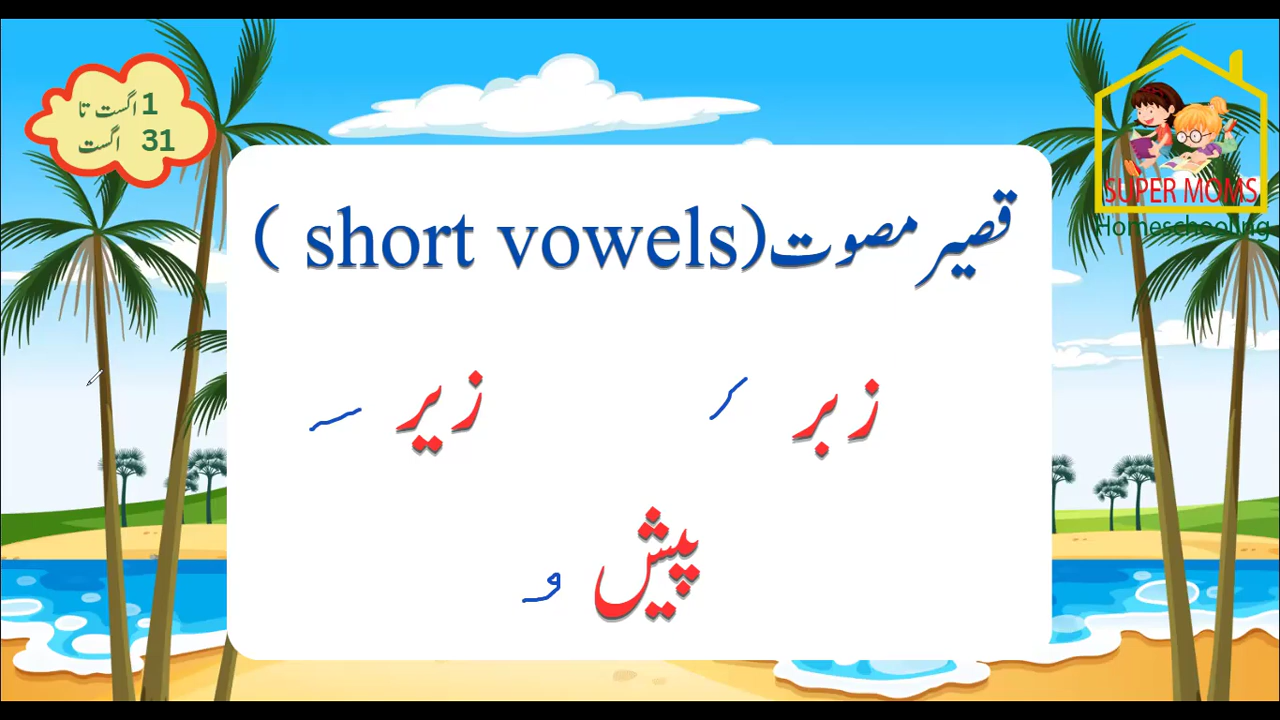 1 اگست تا
31 اگست
SUPER MOMS
Homeschooling
قصیر مصوت (short vowels )
زبر
زیر
پیش